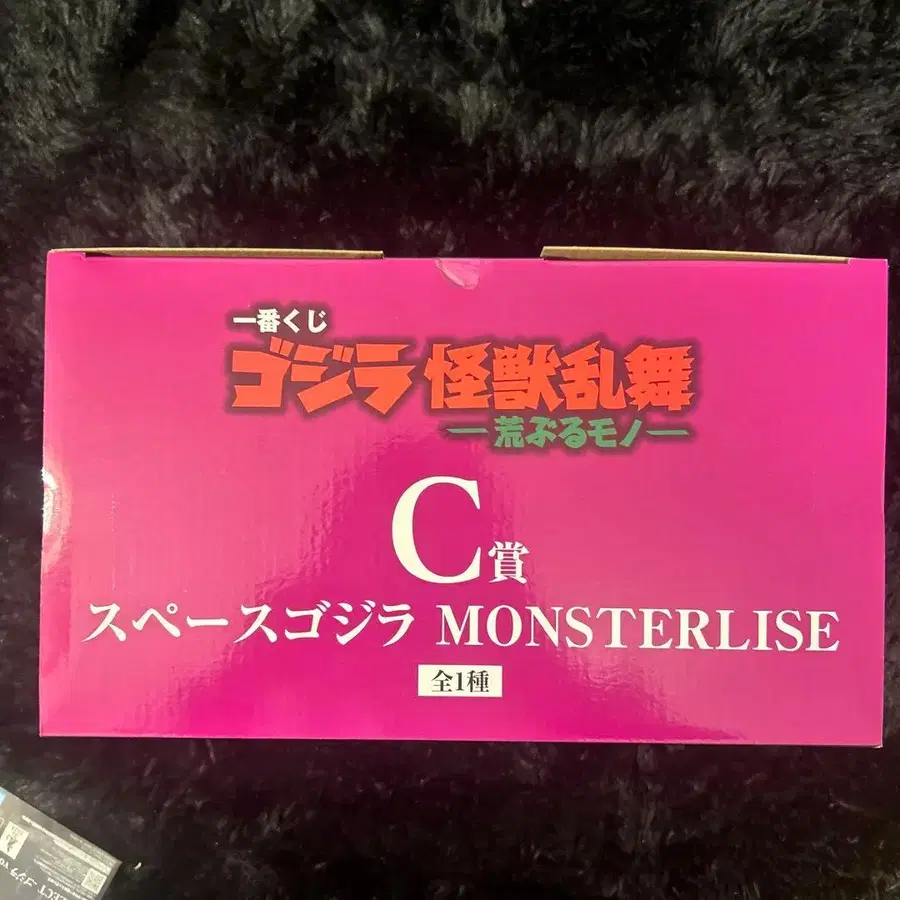 一番くじ
ゴジラ 怪獣乱舞
―荒ぶるモノ―
C賞
スペースゴジラ MONSTERLISE
全1種